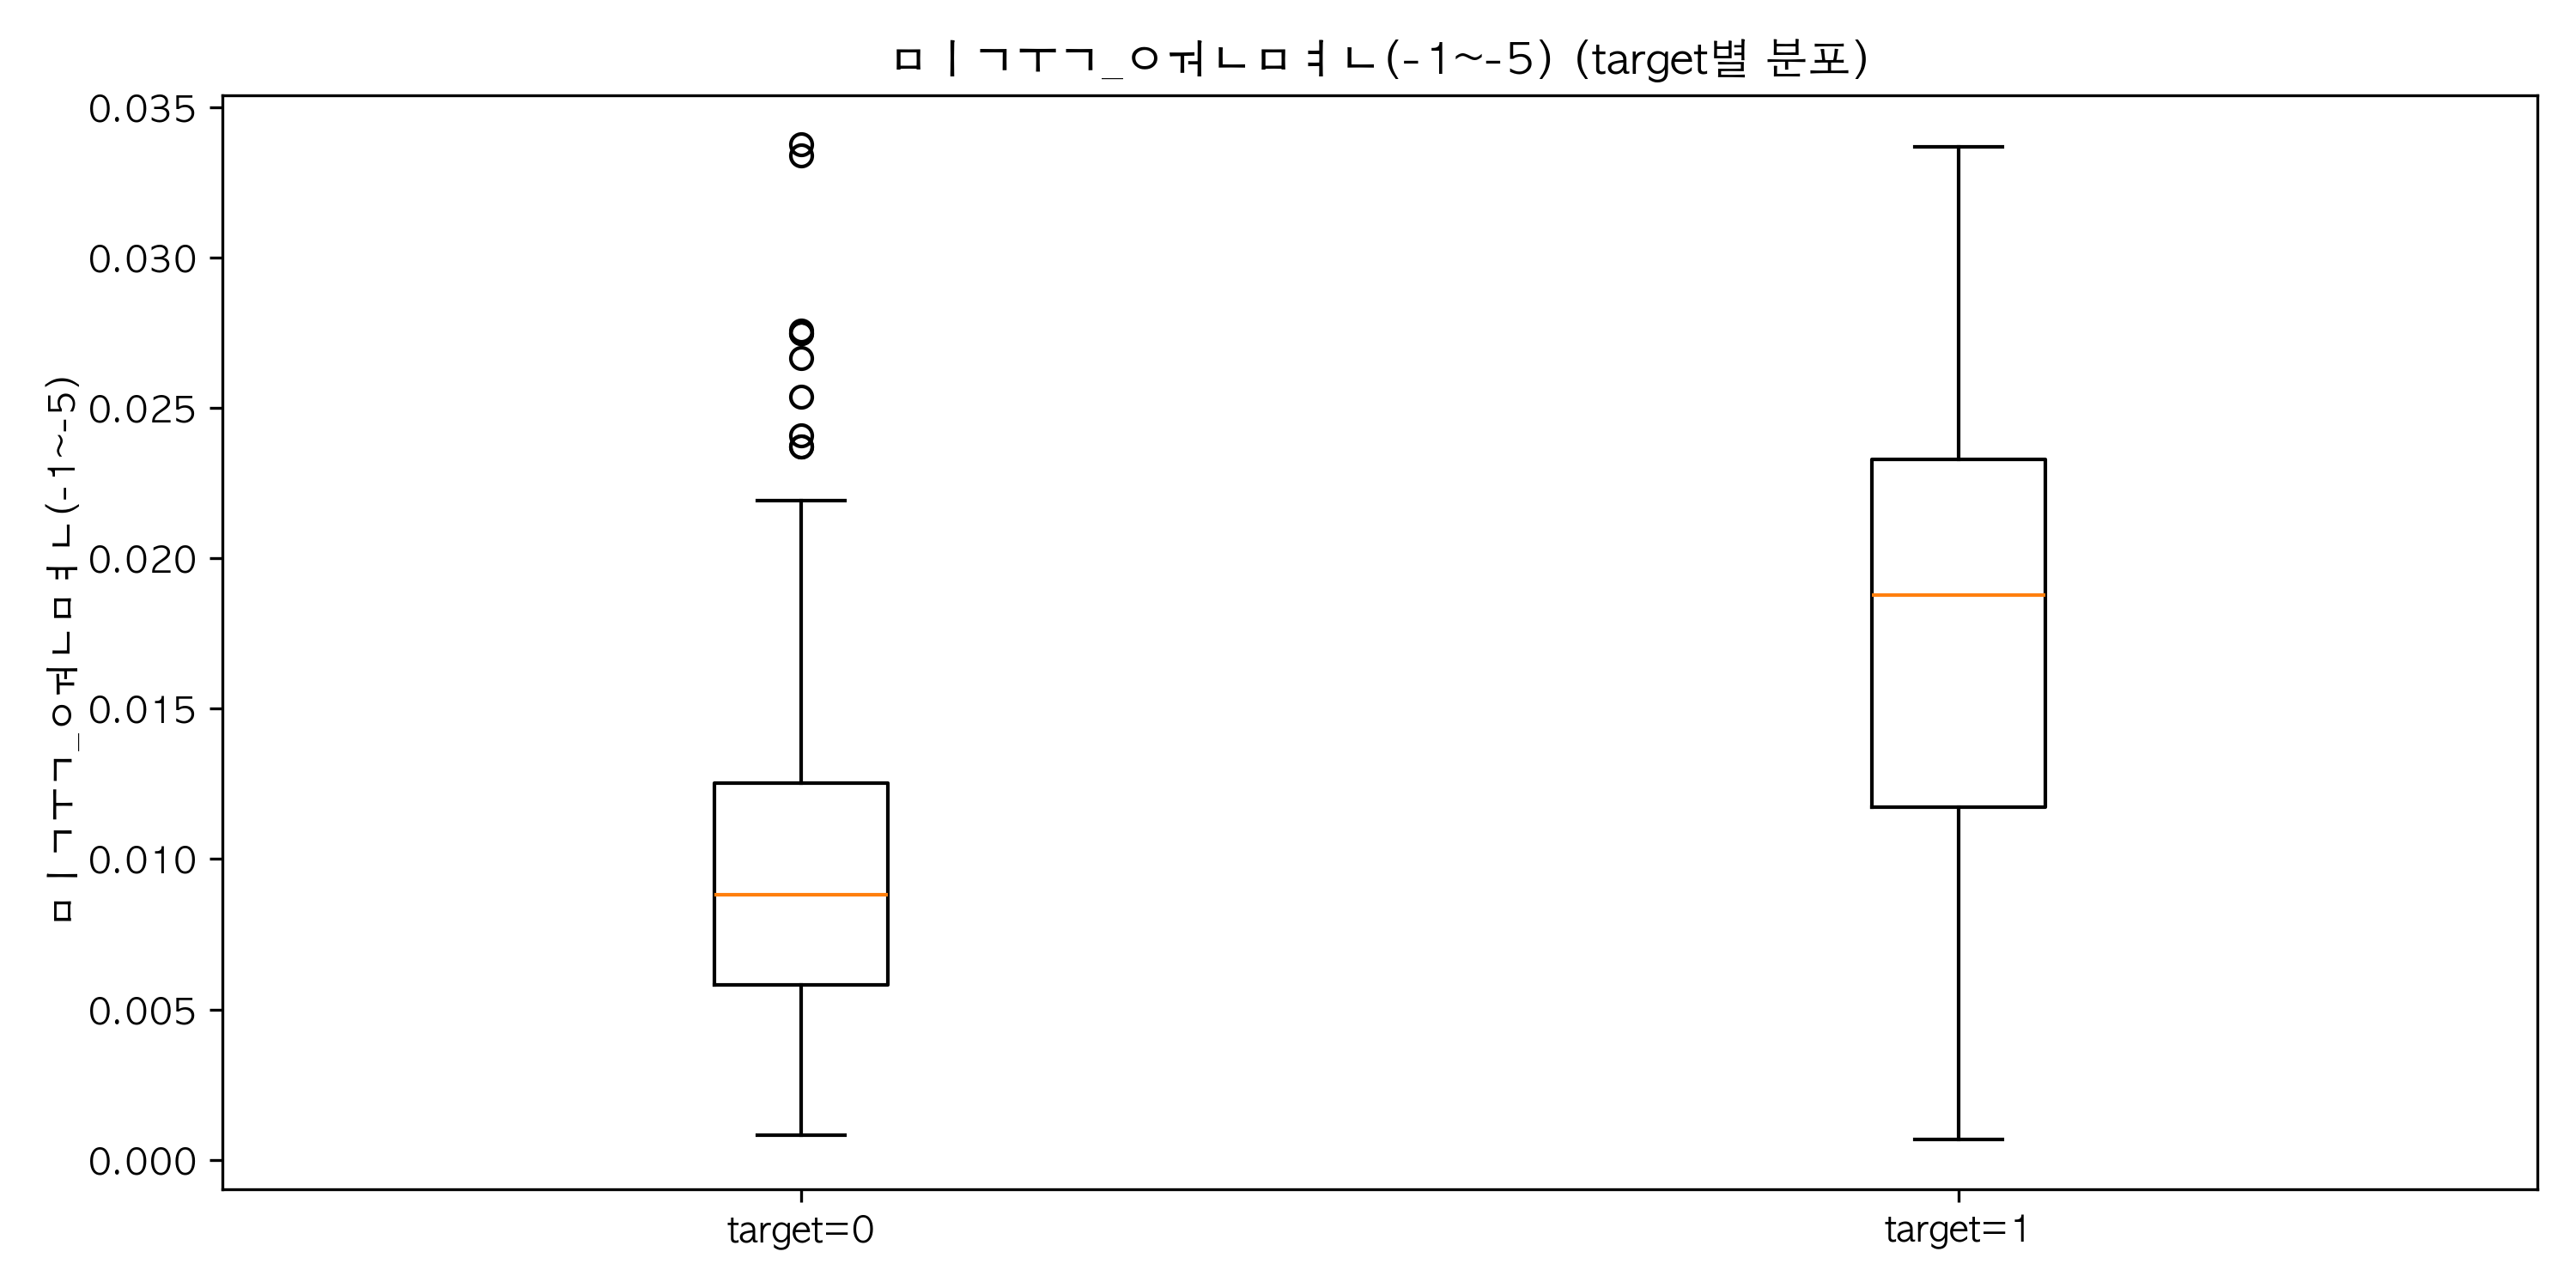 ㅁㅣㄱㅜㄱ_ㅇㅝㄴㅁㅕㄴ(-1~-5) (target별 분포)
ㅁㅣㄱㅜㄱ_ㅇㅝㄴㅁㅕㄴ(-1~-5)
0.035
0.030
0.025
0.020
0.015
0.010
0.005
0.000
target=0
target=1